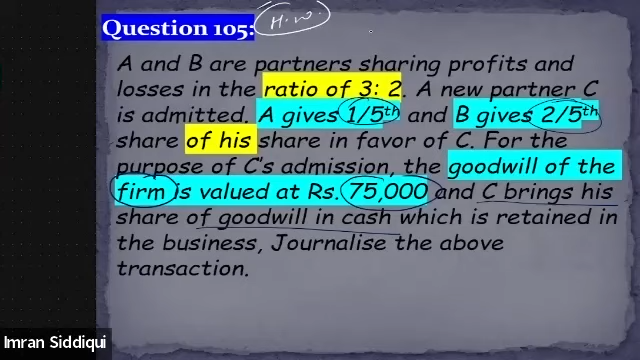 Question 105: H.W.
A and B are partners sharing profits and
losses in the ratio of 3: 2. A new partner C
is admitted. A gives 1/5th and B gives 2/5th
share of his share in favor of C. For the
purpose of C's admission, the goodwill of the
firm is valued at Rs. 75,000 and C brings his
share of goodwill in cash which is retained in
the business, Journalise the above
transaction.
Imran Siddiqui